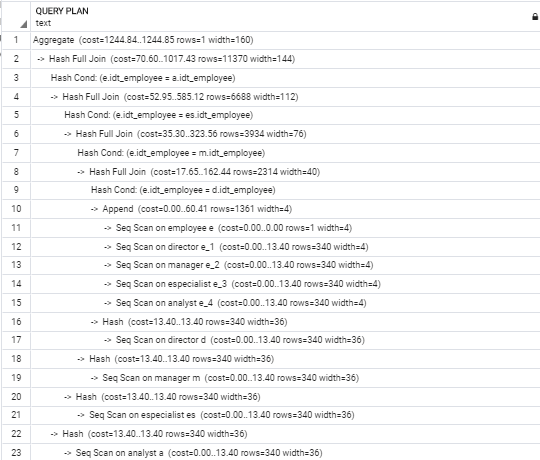 QUERY PLAN
text
1 Aggregate (cost=1244.84..1244.85 rows=1 width=160)
2 -> Hash Full Join (cost=70.60..1017.43 rows=11370 width=144)
3 Hash Cond: (e.idt_employee = a.idt_employee)
4 -> Hash Full Join (cost=52.95..585.12 rows=6688 width=112)
5 Hash Cond: (e.idt_employee = es.idt_employee)
6 -> Hash Full Join (cost=35.30..323.56 rows=3934 width=76)
7 Hash Cond: (e.idt_employee = m.idt_employee)
8 -> Hash Full Join (cost=17.65..162.44 rows=2314 width=40)
9 Hash Cond: (e.idt_employee = d.idt_employee)
10 -> Append (cost=0.00..60.41 rows=1361 width=4)
11 -> Seq Scan on employee e (cost=0.00..0.00 rows=1 width=4)
12 -> Seq Scan on director e_1 (cost=0.00..13.40 rows=340 width=4)
13 -> Seq Scan on manager e_2 (cost=0.00..13.40 rows=340 width=4)
14 -> Seq Scan on especialist e_3 (cost=0.00..13.40 rows=340 width=4)
15 -> Seq Scan on analyst e_4 (cost=0.00..13.40 rows=340 width=4)
16 -> Hash (cost=13.40..13.40 rows=340 width=36)
17 -> Seq Scan on director d (cost=0.00..13.40 rows=340 width=36)
18 -> Hash (cost=13.40..13.40 rows=340 width=36)
19 -> Seq Scan on manager m (cost=0.00..13.40 rows=340 width=36)
20 -> Hash (cost=13.40..13.40 rows=340 width=36)
21 -> Seq Scan on especialist es (cost=0.00..13.40 rows=340 width=36)
22 -> Hash (cost=13.40..13.40 rows=340 width=36)
23 -> Seq Scan on analyst a (cost=0.00..13.40 rows=340 width=36)